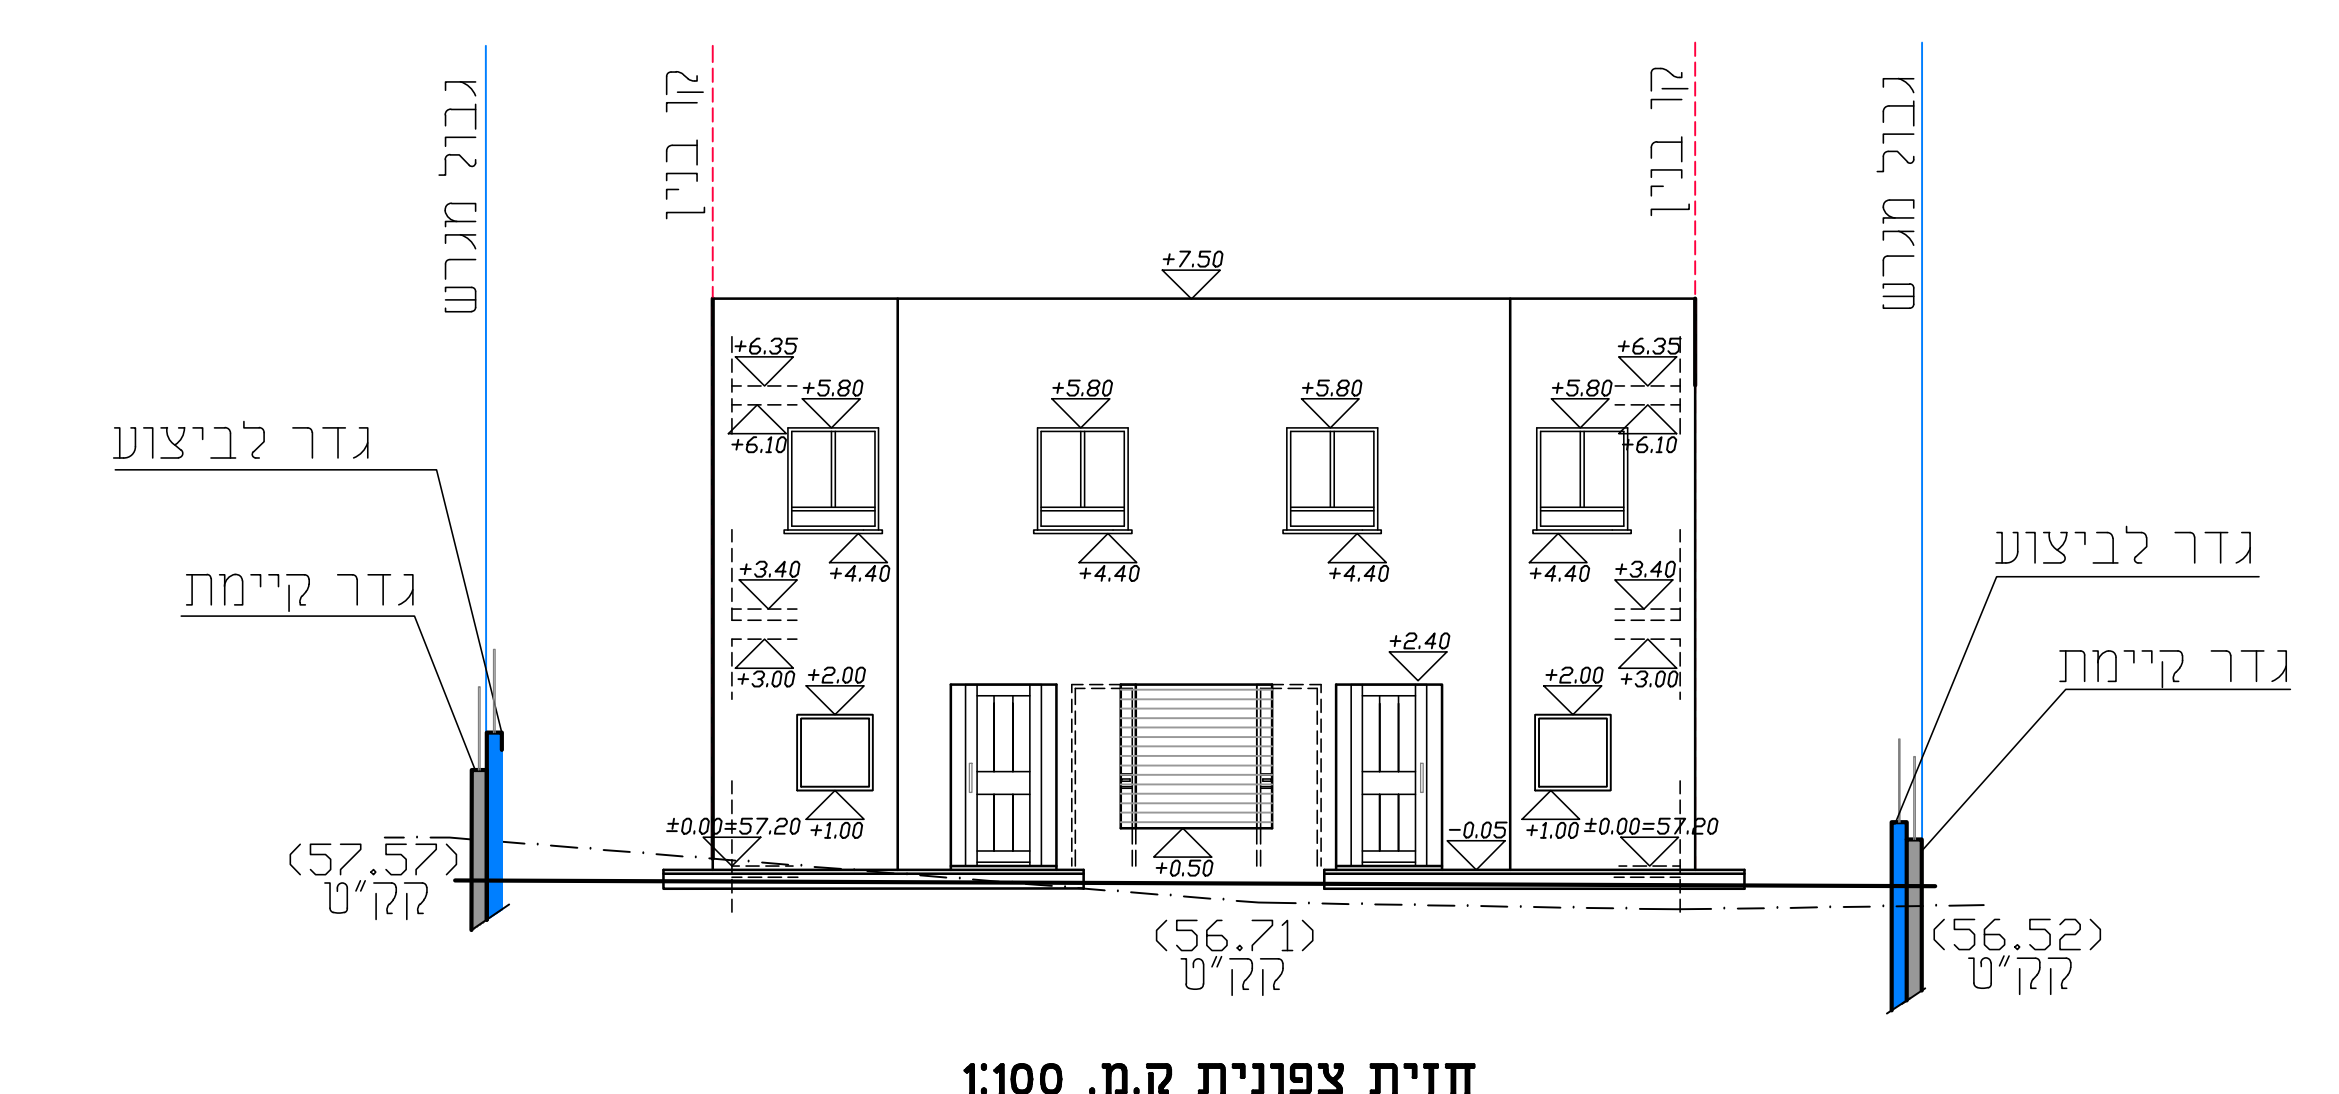 גבול מגרש
קו בנין
קו בנין
גבול מגרש
+7.50
+6.35
+6.35
+5.80
+5.80
+5.80
+5.80
+6.10
+6.10
גדר לביצוע
+4.40
+4.40
+4.40
+4.40
גדר לביצוע
גדר קיימת
+3.40
+3.40
+2.40
גדר קיימת
+3.00
+2.00
+2.00
+3.00
±0.00=57.20
+1.00
-0.05
+1.00
±0.00=57.20
(57.57)
קק"ט
+0.50
(56.71)
קק"ט
(56.52)
קק"ט
חזית צפונית ק.מ. 1:100